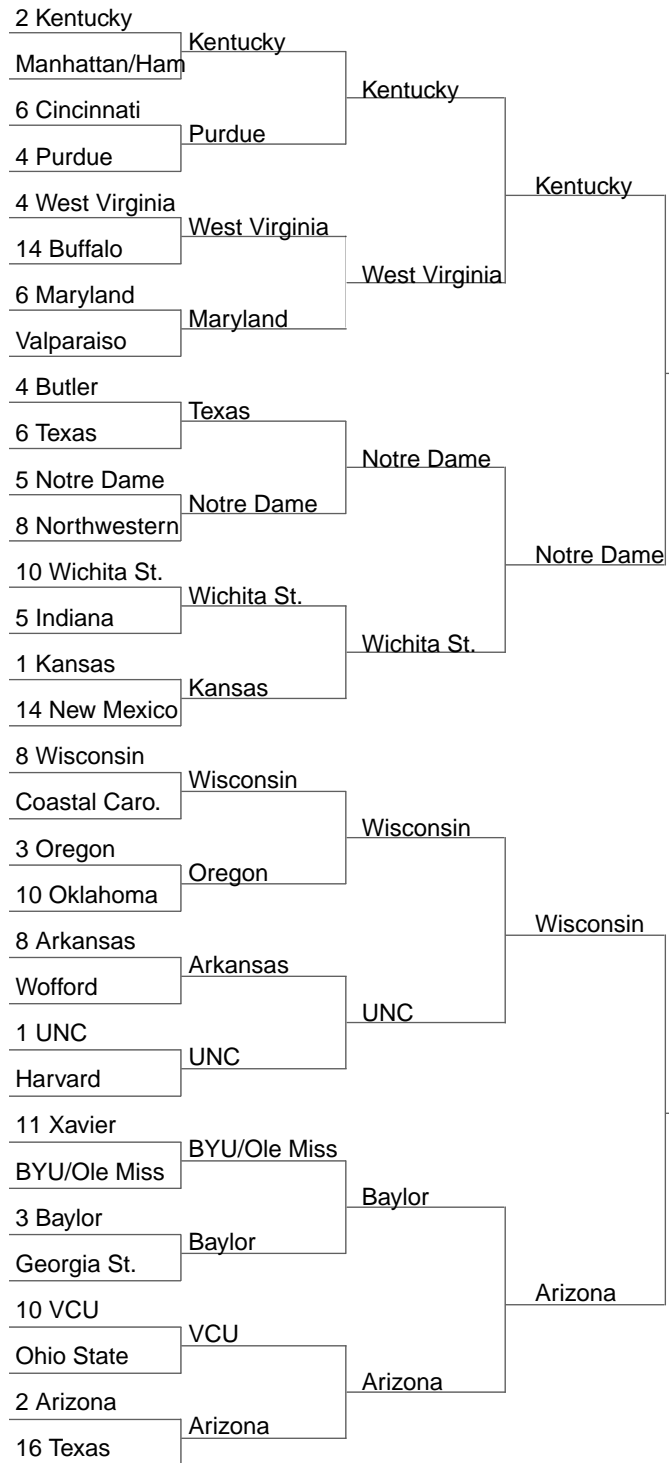 2 Kentucky
Manhattan/Ham
6 Cincinnati
4 Purdue
4 West Virginia
14 Buffalo
6 Maryland
Valparaiso
4 Butler
6 Texas
5 Notre Dame
8 Northwestern
10 Wichita St.
5 Indiana
1 Kansas
14 New Mexico
8 Wisconsin
Coastal Caro.
3 Oregon
10 Oklahoma
8 Arkansas
Wofford
1 UNC
Harvard
11 Xavier
BYU/Ole Miss
3 Baylor
Georgia St.
10 VCU
Ohio State
2 Arizona
16 Texas
Kentucky
Purdue
West Virginia
Maryland
Texas
Notre Dame
Wichita St.
Kansas
Wisconsin
Oregon
Arkansas
UNC
BYU/Ole Miss
Baylor
VCU
Arizona
Kentucky
West Virginia
Notre Dame
Wichita St.
Wisconsin
UNC
Baylor
Arizona
Kentucky
Notre Dame
Wisconsin
Arizona